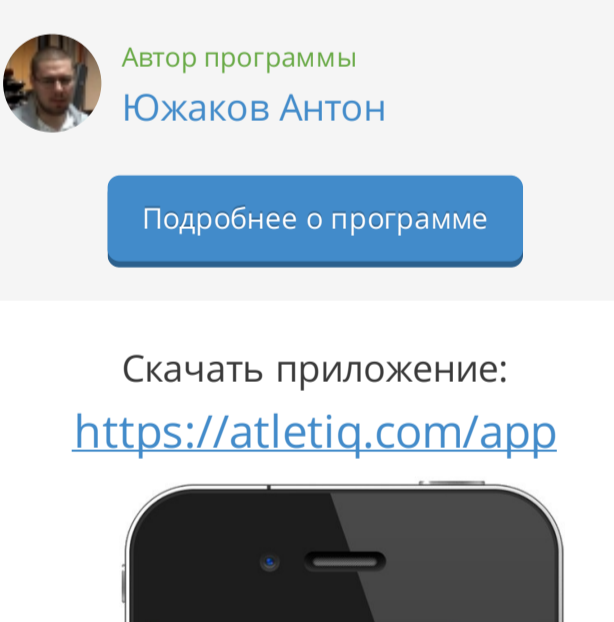 Автор программы
Южаков Антон
Подробнее о программе
Скачать приложение:
https://atletiq.com/app